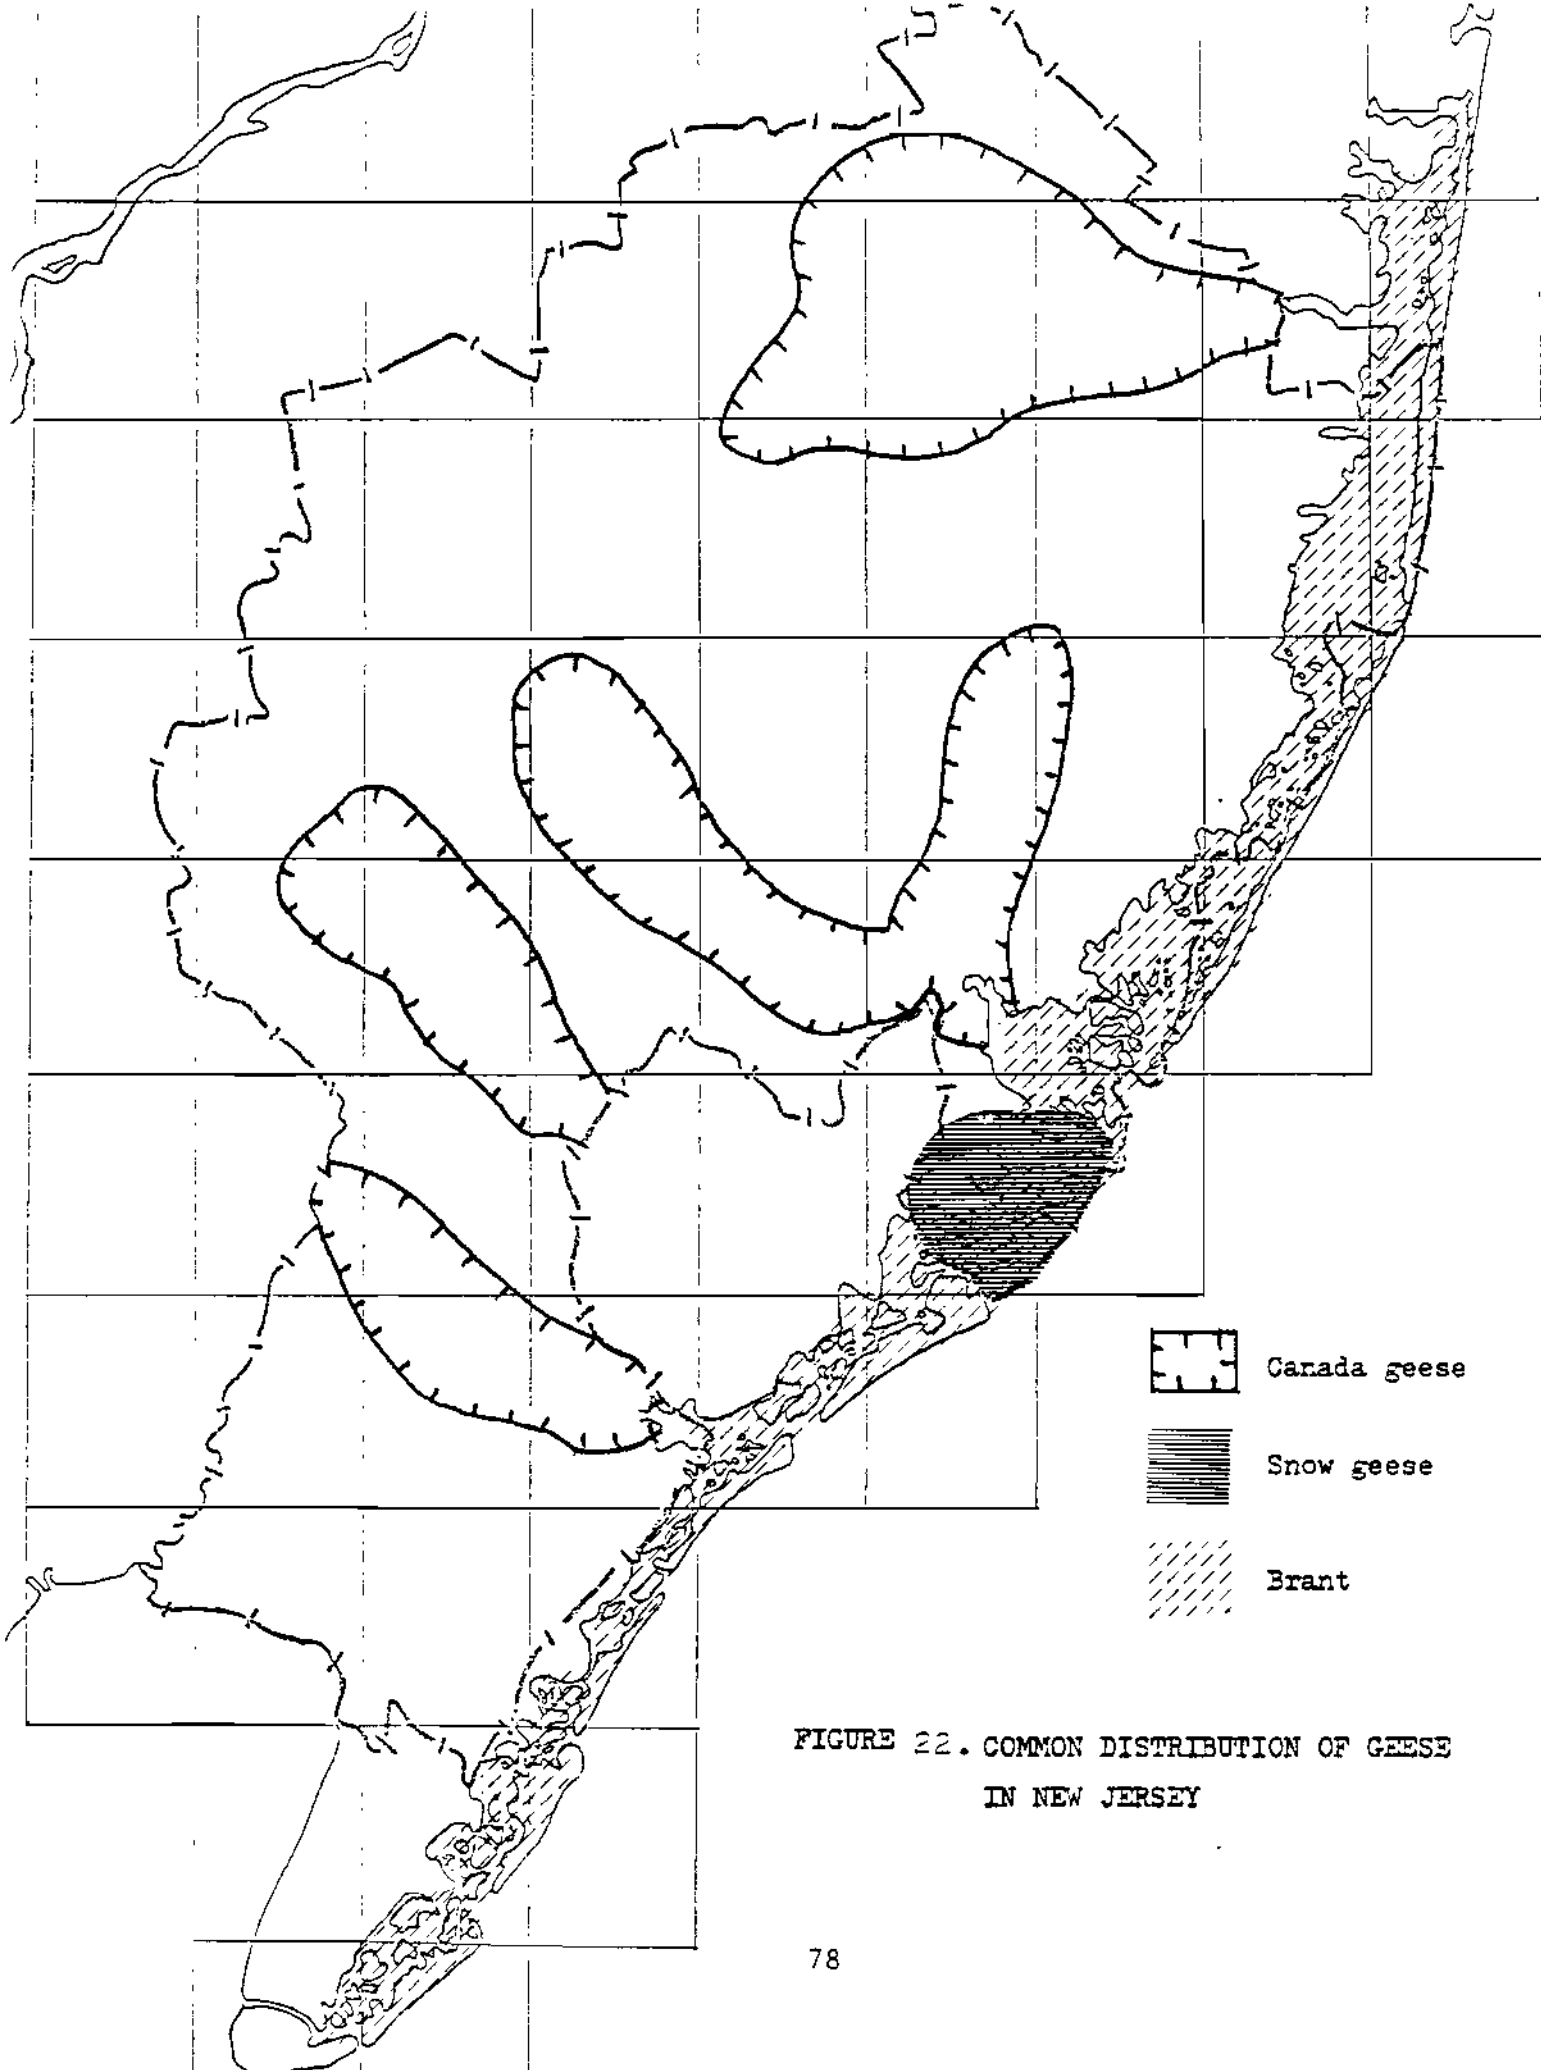 Canada geese
Snow geese
Brant
FIGURE 22. COMMON DISTRIBUTION OF GEESE
IN NEW JERSEY
78